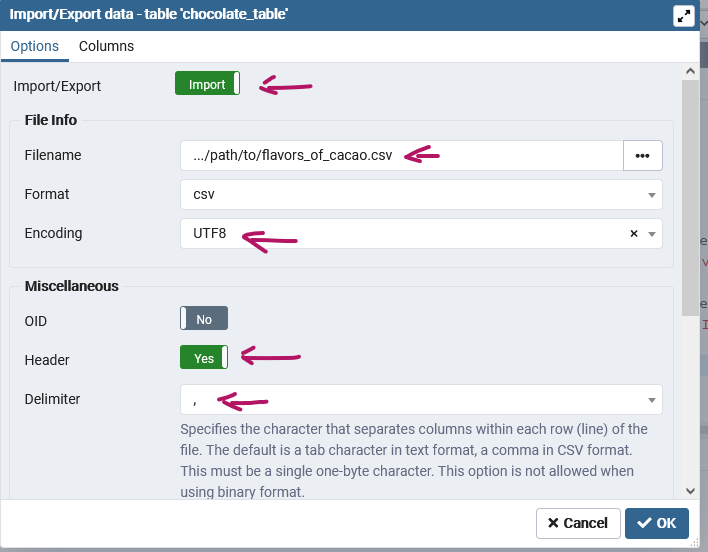 Import/Export data - table 'chocolate_table'
Options Columns
Import/Export Import
File Info
Filename .../path/to/flavors_of_cacao.csv •••
Format csv
Encoding UTF8 ×
Miscellaneous
OID No
Header Yes
Delimiter ,
Specifies the character that separates columns within each row (line) of the
file. The default is a tab character in text format, a comma in CSV format.
This must be a single one-byte character. This option is not allowed when
using binary format.
Cancel OK